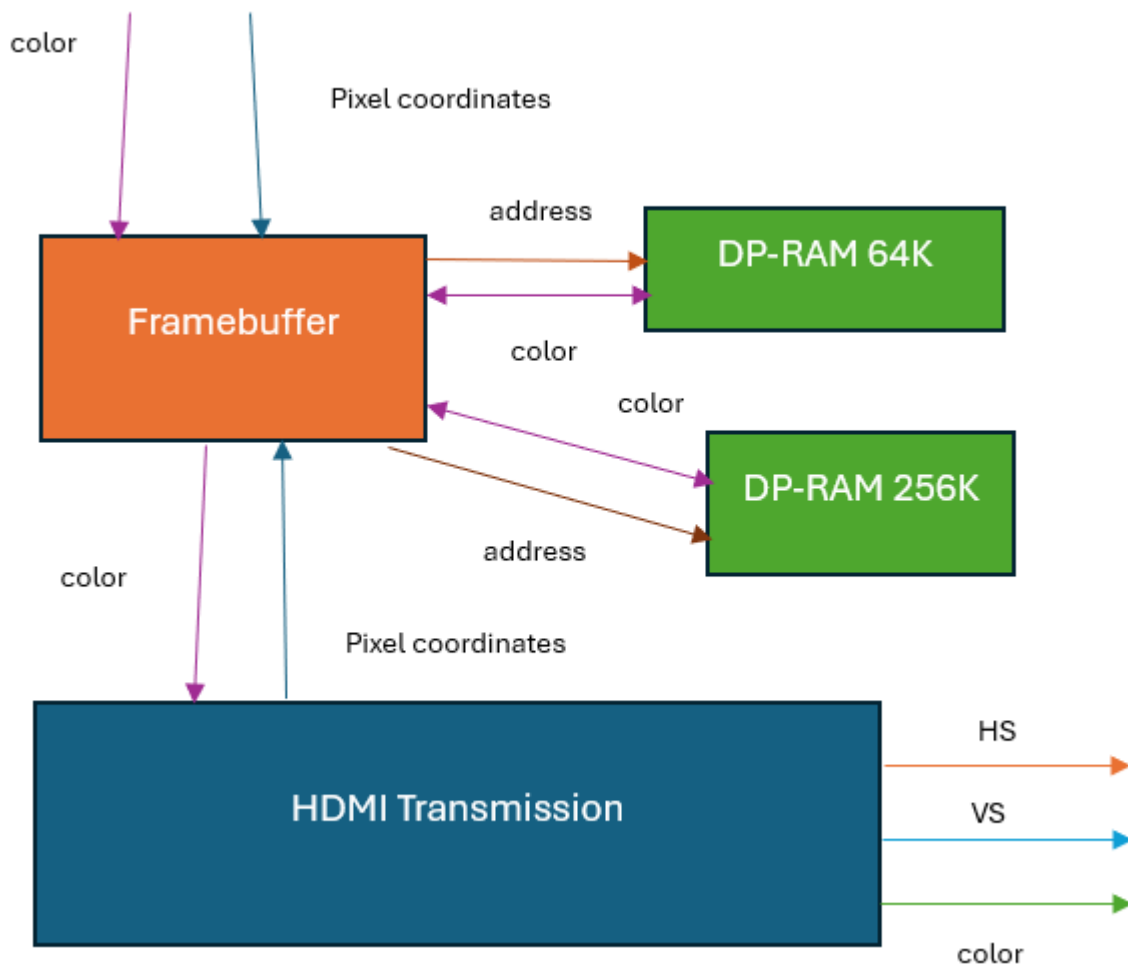 color
Pixel coordinates
address
DP-RAM 64K
Framebuffer
color
color
DP-RAM 256K
address
color
Pixel coordinates
HS
HDMI Transmission
VS
color